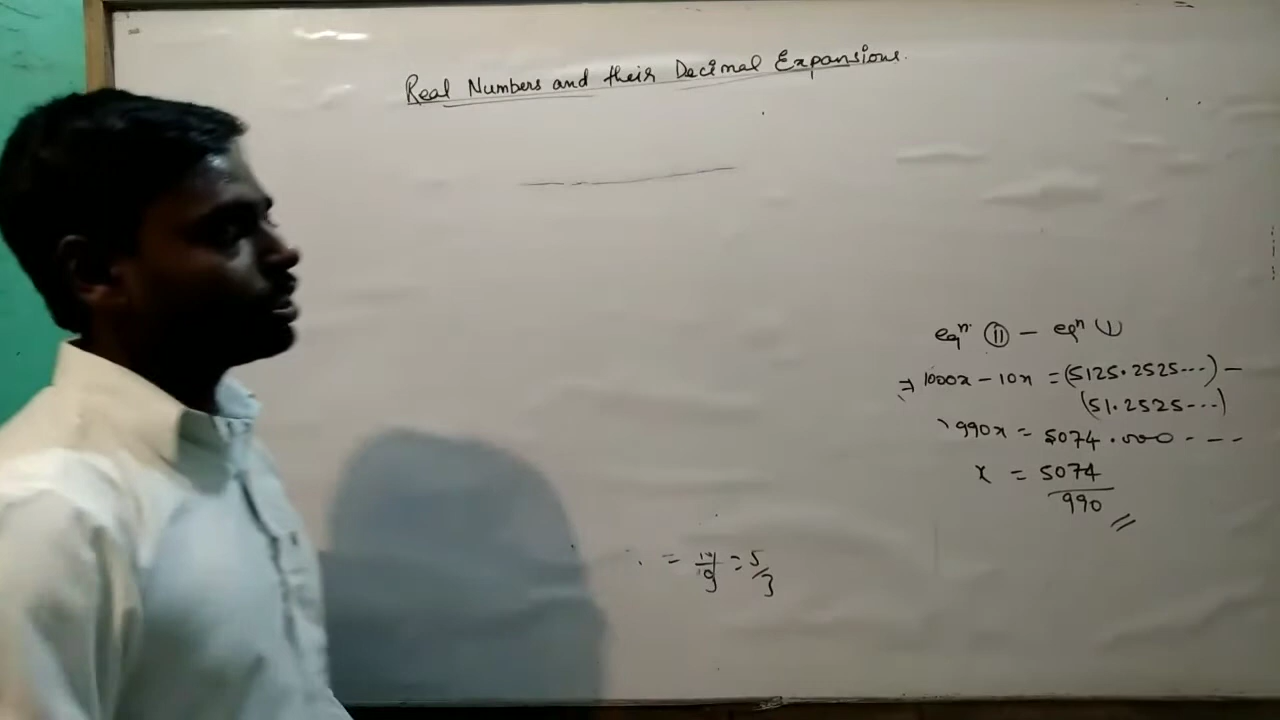 Real Numbers and their Decimal Expansions.
eqⁿ. (II) − eqⁿ (I)
⇒ 1000x − 10x = (5125.2525...) −
(51.2525...)
990x = 5074.000 - - -
x = 5074/990
= 5/3